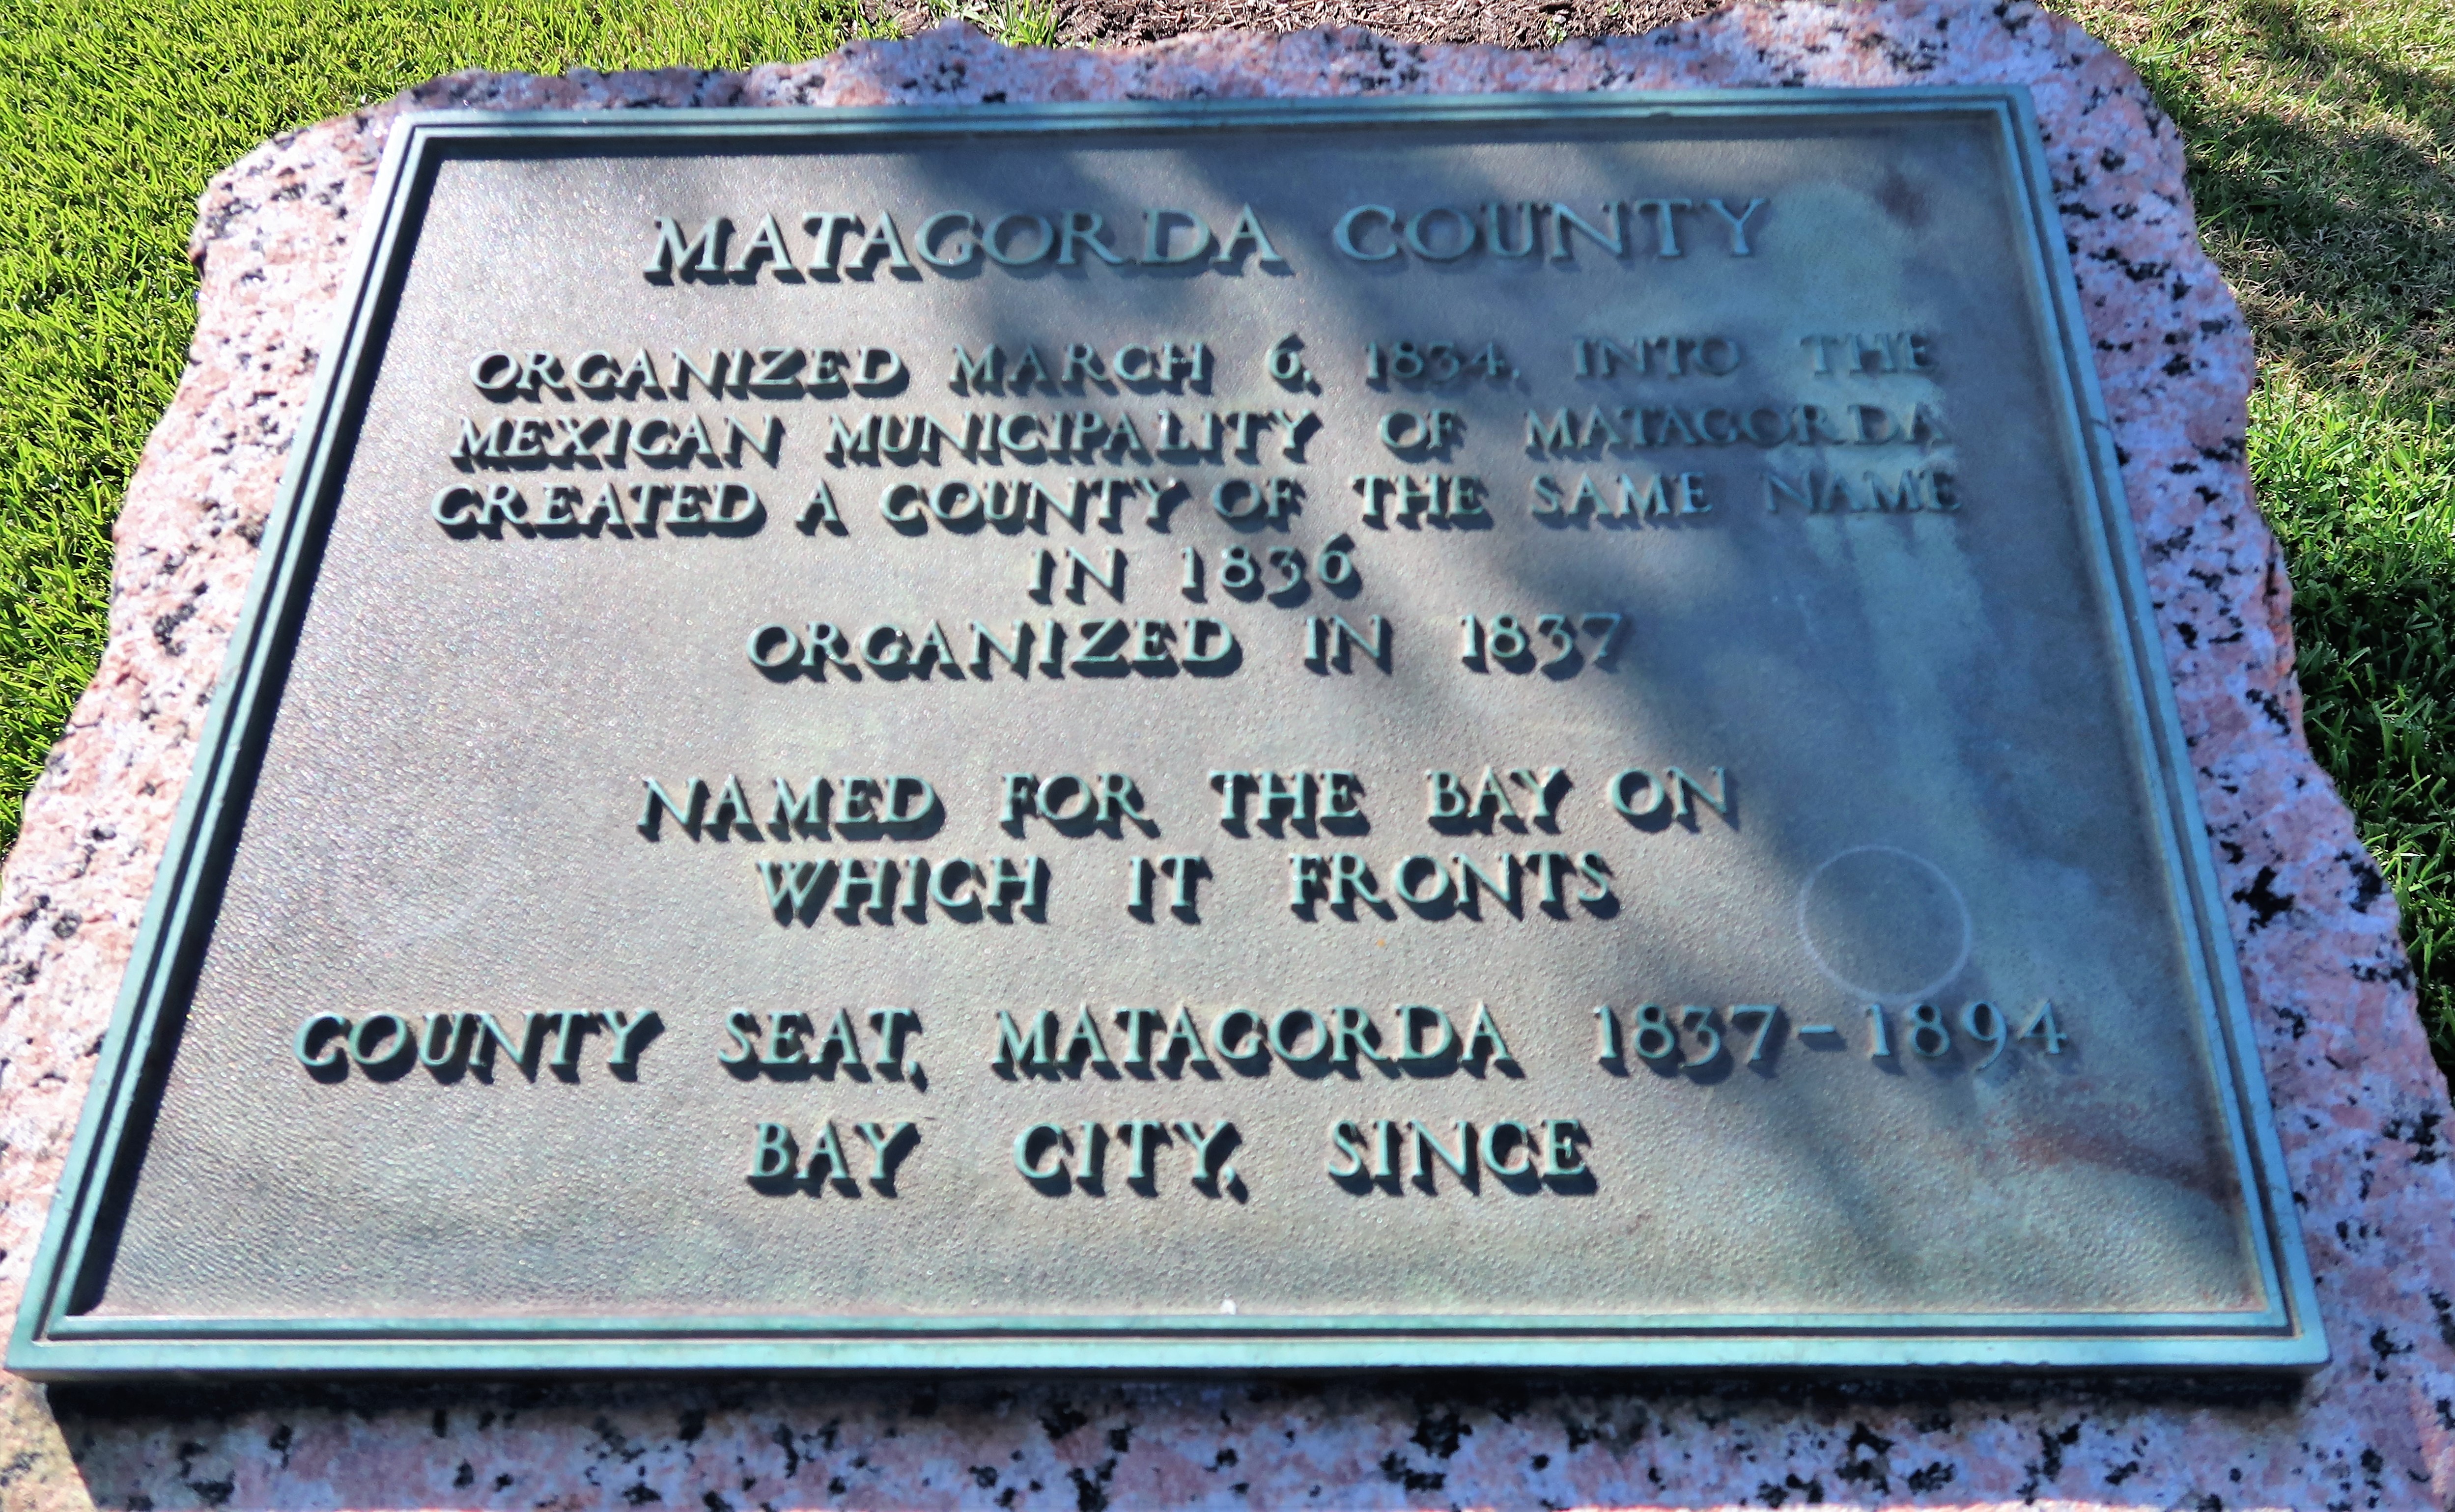 MATAGORDA COUNTY
ORGANIZED MARCH 6, 1834, INTO THE
MEXICAN MUNICIPALITY OF MATAGORDA
CREATED A COUNTY OF THE SAME NAME
IN 1836
ORGANIZED IN 1837
NAMED FOR THE BAY ON
WHICH IT FRONTS
COUNTY SEAT, MATAGORDA 1837-1894
BAY CITY, SINCE